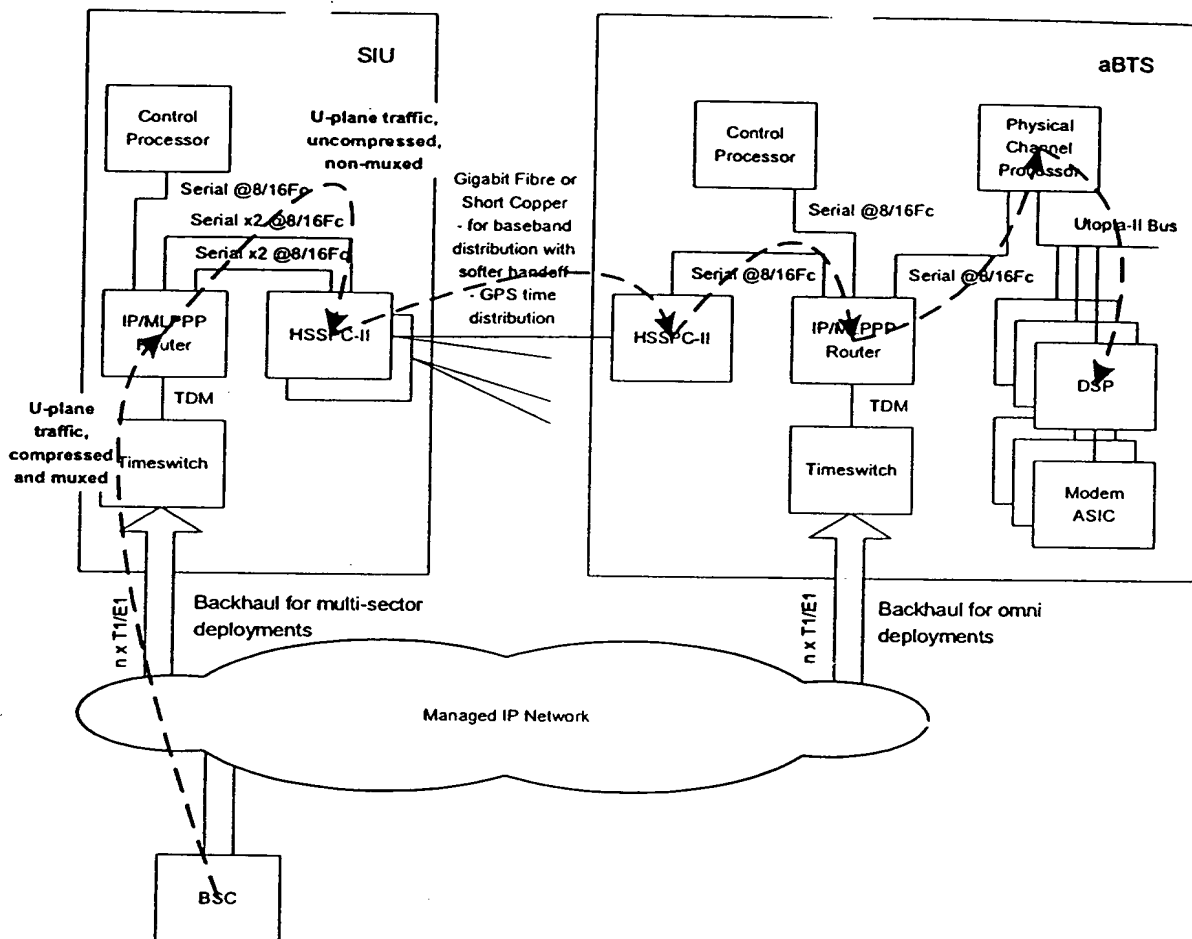 SIU
aBTS
Control
Processor
U-plane traffic,
uncompressed,
non-muxed
Serial @8/16Fc
Serial x2 @8/16Fc
Serial x2 @8/16Fc
IP/MLPPP
Router
HSSPC-II
TDM
U-plane
traffic,
compressed
and muxed
Timeswitch
Gigabit Fibre or
Short Copper
- for baseband
distribution with
softer handoff
- GPS time
distribution
Control
Processor
Physical
Channel
Processor
Serial @8/16Fc
Utopia-II Bus
Serial @8/16Fc
Serial @8/16Fc
HSSPC-II
IP/MLPPP
Router
DSP
TDM
Timeswitch
Modem
ASIC
n x T1/E1
Backhaul for multi-sector
deployments
n x T1/E1
Backhaul for omni
deployments
Managed IP Network
BSC